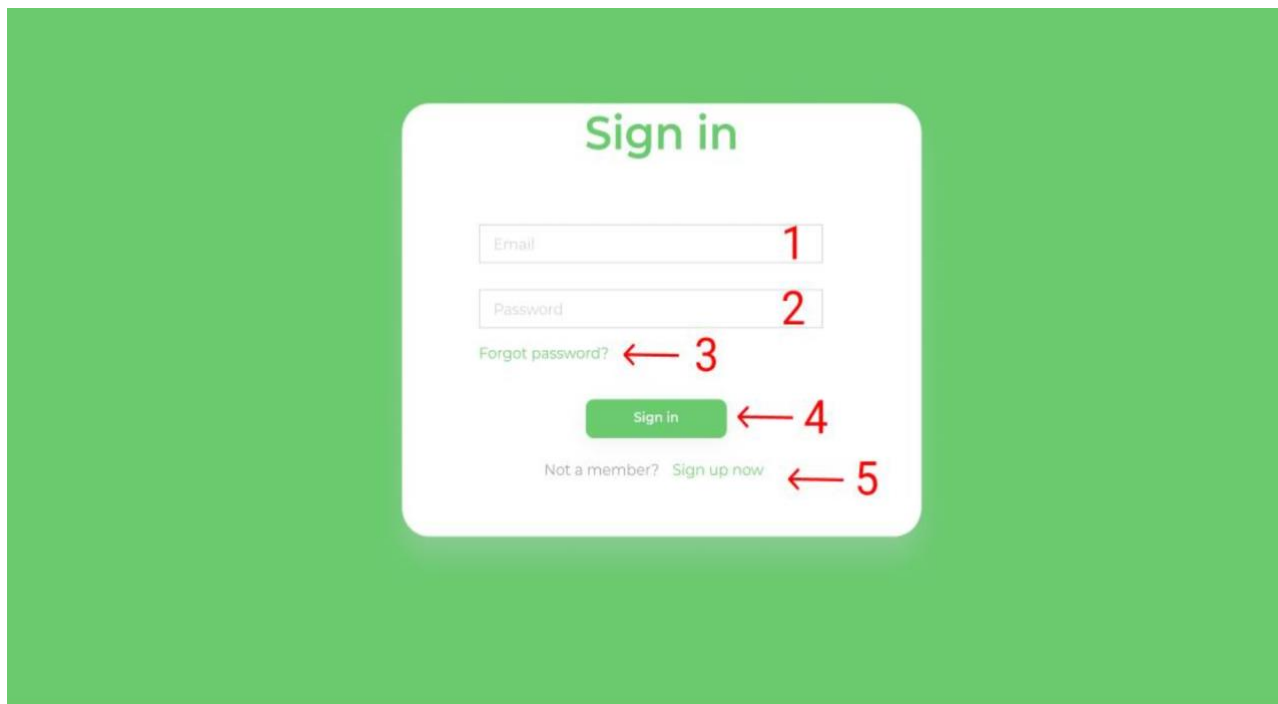 Sign in
Email 1
Password 2
Forgot password? 3
Sign in 4
Not a member? Sign up now 5